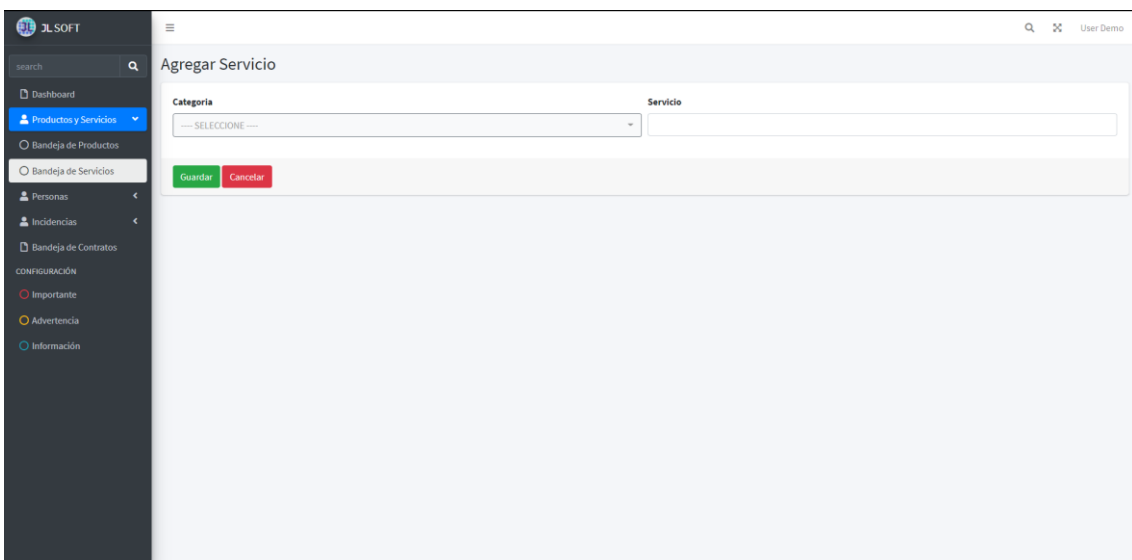 JL SOFT
search
Dashboard
Productos y Servicios
Bandeja de Productos
Bandeja de Servicios
Personas
Incidencias
Bandeja de Contratos
CONFIGURACIÓN
Importante
Advertencia
Información
User Demo
Agregar Servicio
Categoria
Servicio
---- SELECCIONE ----
Guardar Cancelar